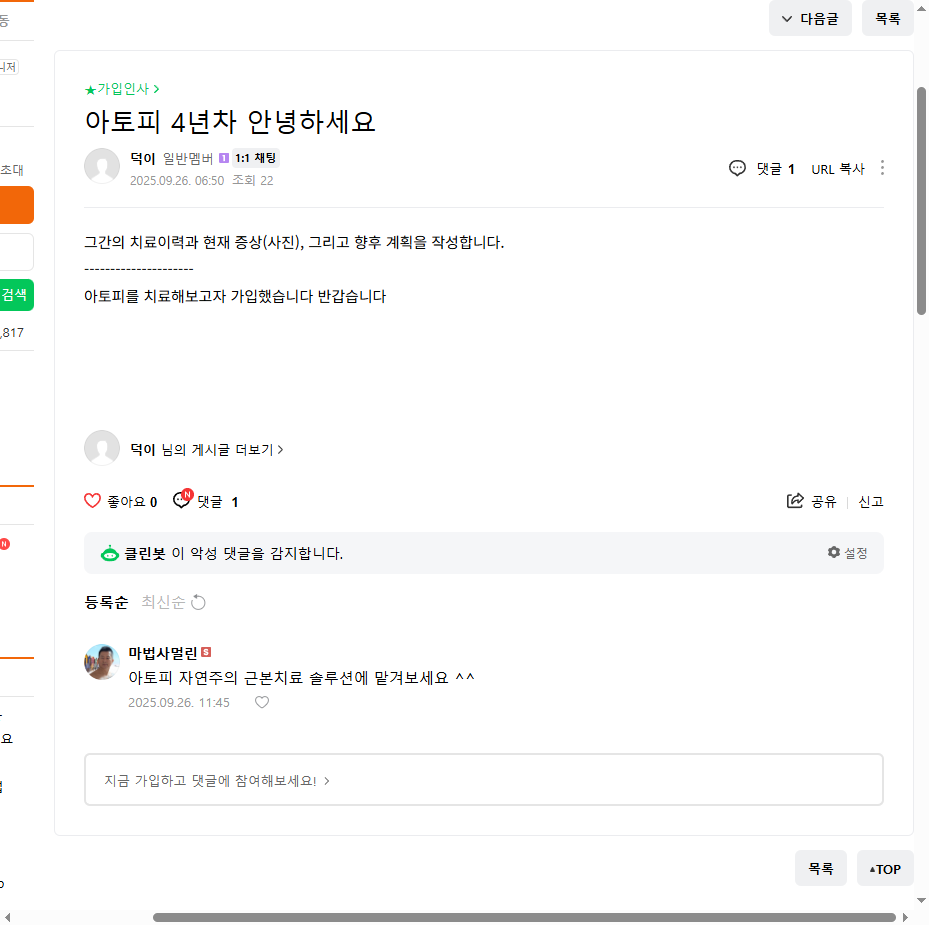 동
다음글
목록
니저
★가입인사 >
아토피 4년차 안녕하세요
덕이 일반멤버 1 1:1 채팅
2025.09.26. 06:50 조회 22
댓글 1 URL 복사
초대
그간의 치료이력과 현재 증상(사진), 그리고 향후 계획을 작성합니다.
---------------------
아토피를 치료해보고자 가입했습니다 반갑습니다
검색
,817
덕이 님의 게시글 더보기 >
좋아요 0 N 댓글 1
공유 신고
N
클린봇 이 악성 댓글을 감지합니다.
설정
등록순 최신순
마법사멀린 S
아토피 자연주의 근본치료 솔루션에 맡겨보세요 ^^
2025.09.26. 11:45
요
지금 가입하고 댓글에 참여해보세요! >
목록
▲TOP